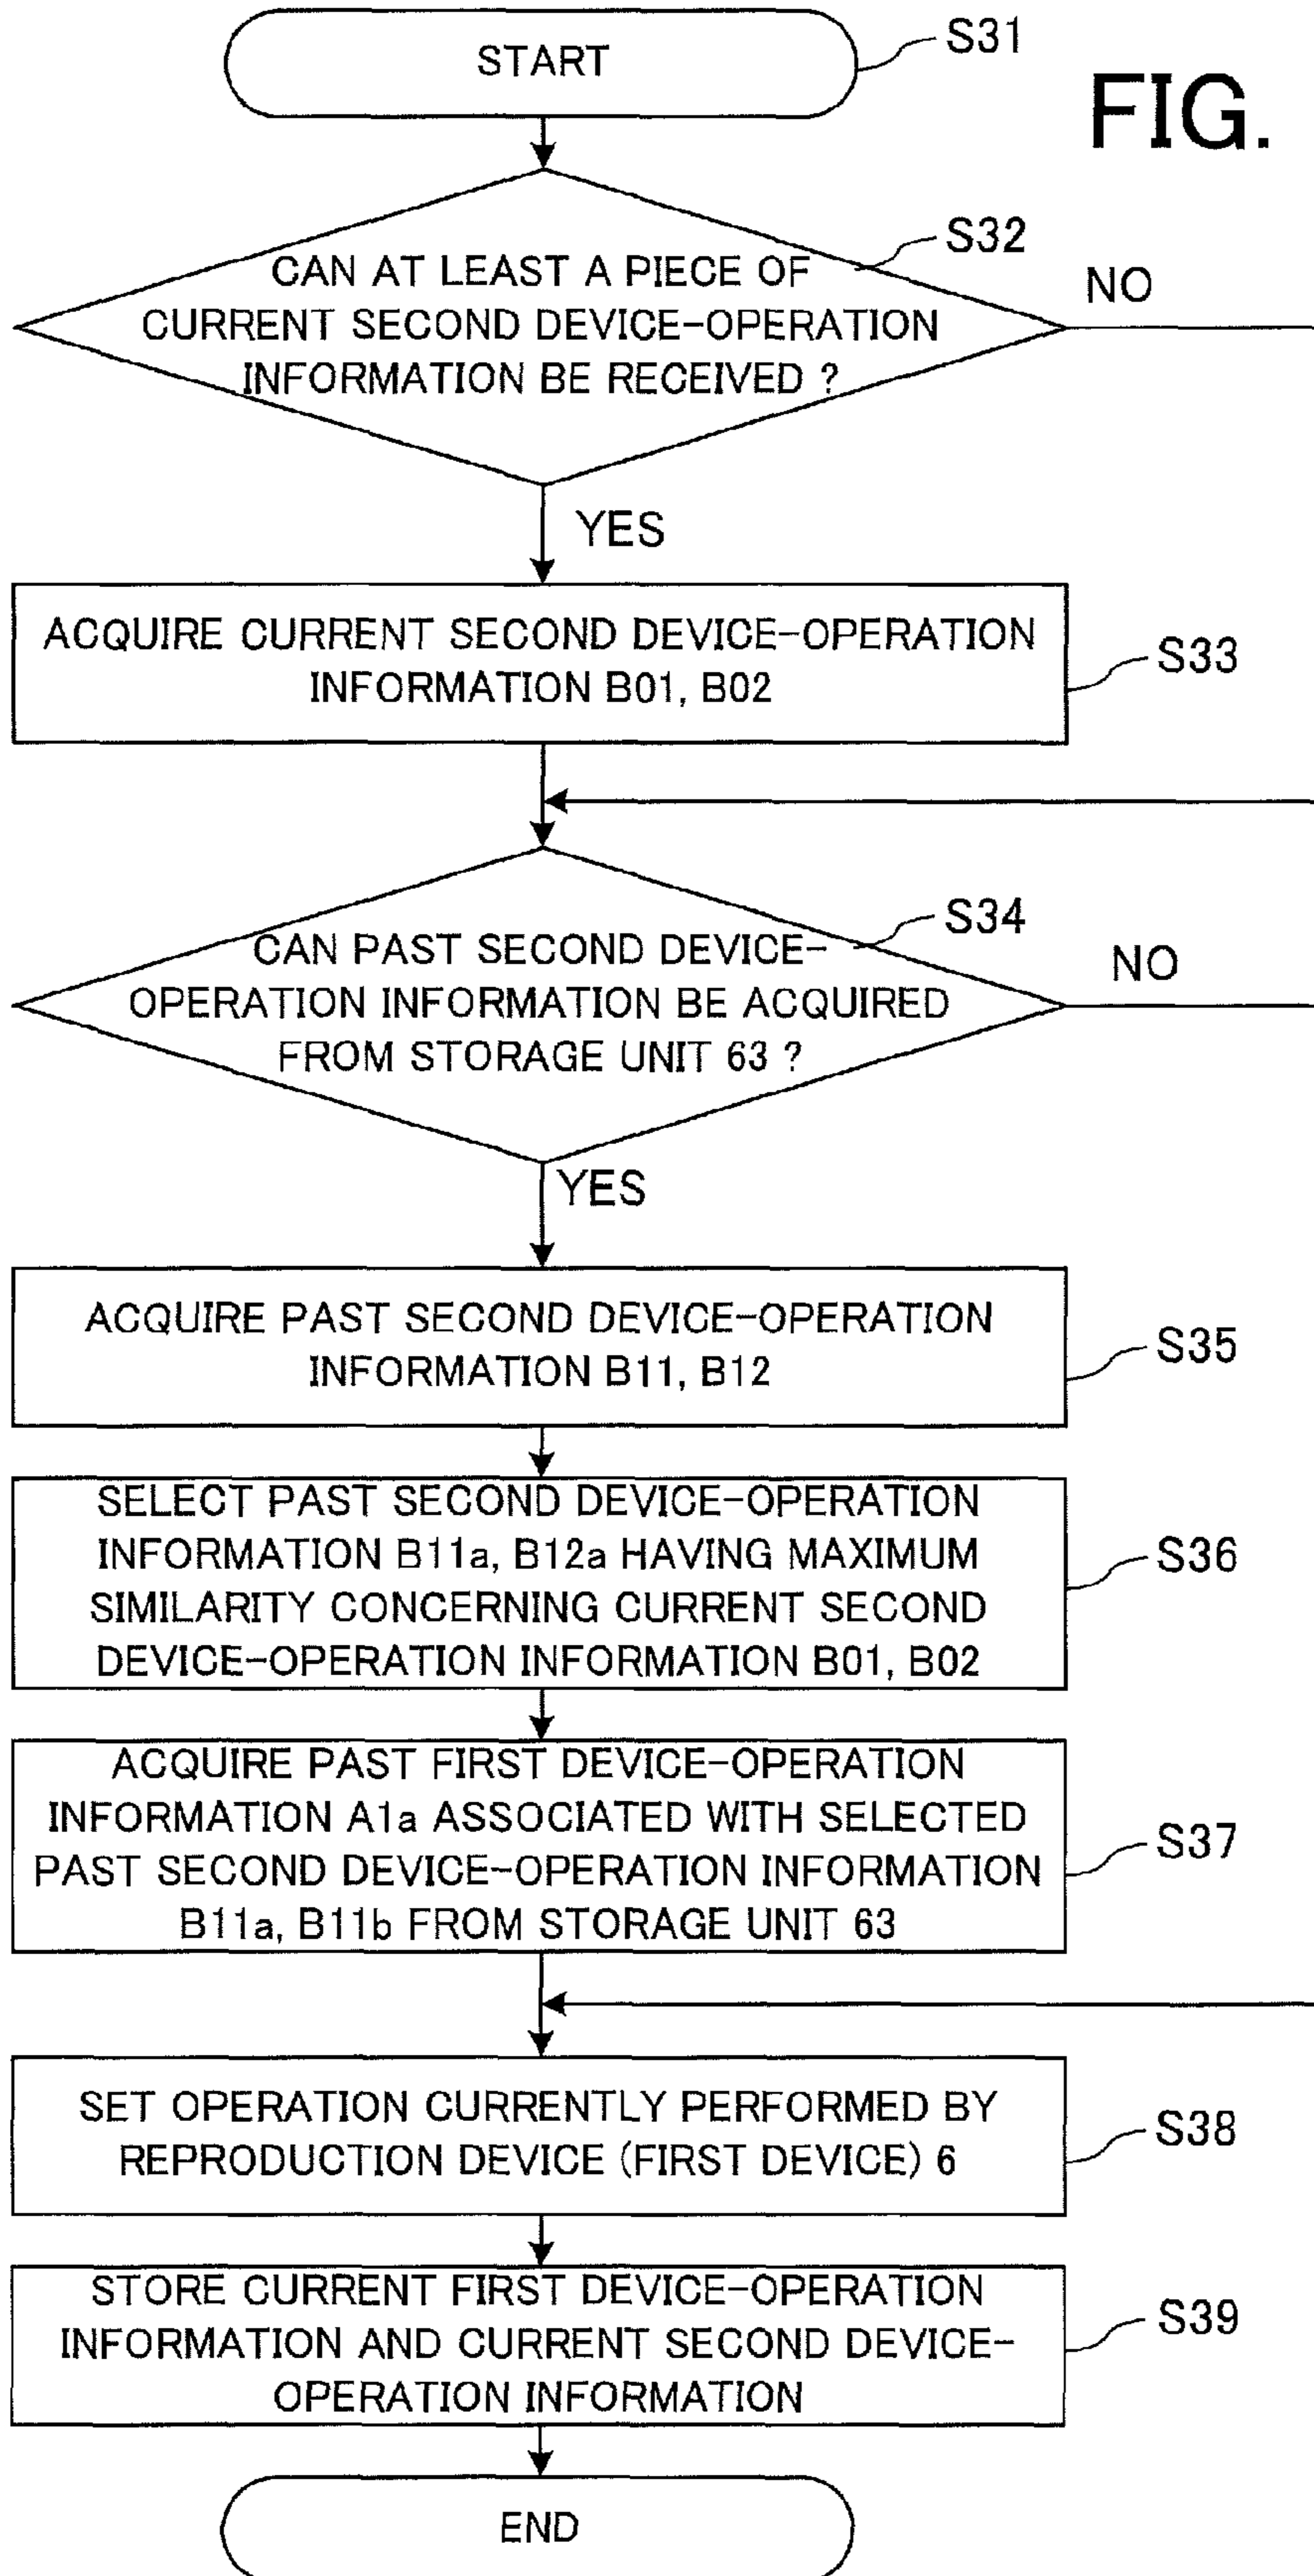 START
S31
FIG.
S32
CAN AT LEAST A PIECE OF
CURRENT SECOND DEVICE-OPERATION
INFORMATION BE RECEIVED ?
NO
YES
ACQUIRE CURRENT SECOND DEVICE-OPERATION
INFORMATION B01, B02
S33
S34
CAN PAST SECOND DEVICE-
OPERATION INFORMATION BE ACQUIRED
FROM STORAGE UNIT 63 ?
NO
YES
ACQUIRE PAST SECOND DEVICE-OPERATION
INFORMATION B11, B12
S35
SELECT PAST SECOND DEVICE-OPERATION
INFORMATION B11a, B12a HAVING MAXIMUM
SIMILARITY CONCERNING CURRENT SECOND
DEVICE-OPERATION INFORMATION B01, B02
S36
ACQUIRE PAST FIRST DEVICE-OPERATION
INFORMATION A1a ASSOCIATED WITH SELECTED
PAST SECOND DEVICE-OPERATION INFORMATION
B11a, B11b FROM STORAGE UNIT 63
S37
SET OPERATION CURRENTLY PERFORMED BY
REPRODUCTION DEVICE (FIRST DEVICE) 6
S38
STORE CURRENT FIRST DEVICE-OPERATION
INFORMATION AND CURRENT SECOND DEVICE-
OPERATION INFORMATION
S39
END